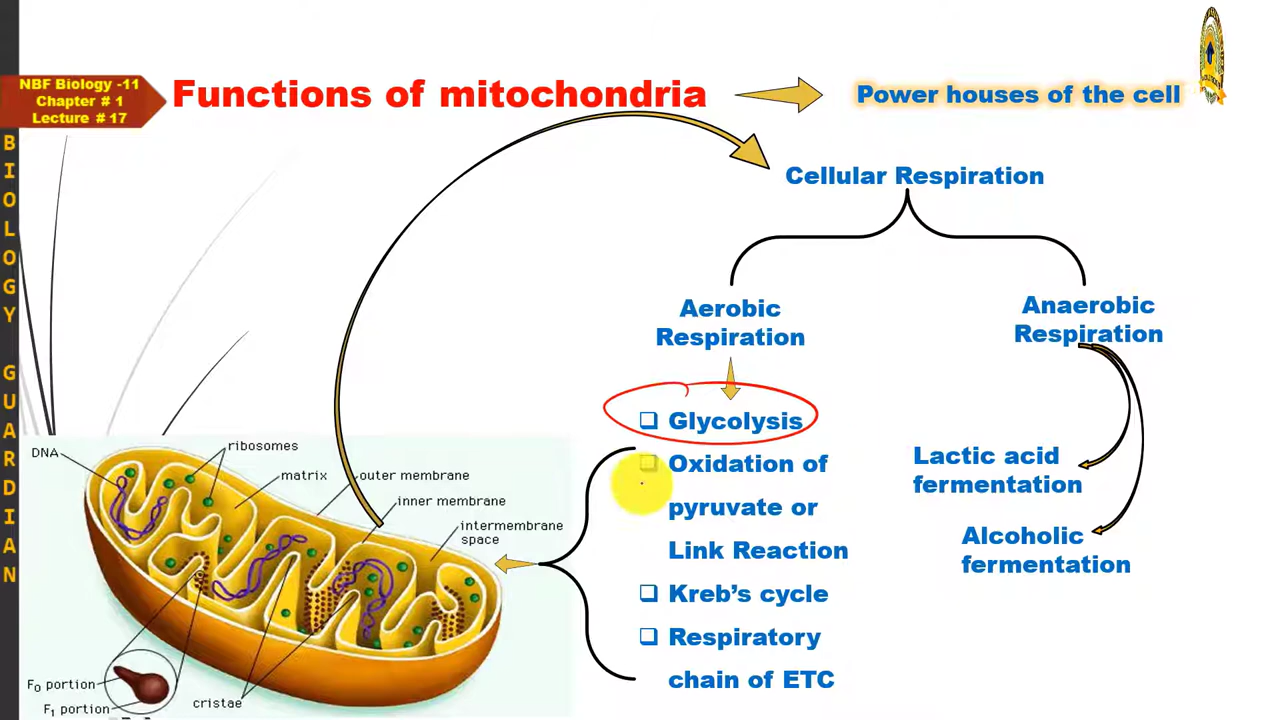 NBF Biology -11
Chapter # 1
Lecture # 17
Functions of mitochondria
Power houses of the cell
BIOLOGY GUARDIAN
Cellular Respiration
Aerobic
Respiration
Anaerobic
Respiration
Glycolysis
Oxidation of
pyruvate or
Link Reaction
Kreb’s cycle
Respiratory
chain of ETC
Lactic acid
fermentation
Alcoholic
fermentation
DNA
ribosomes
matrix
outer membrane
inner membrane
intermembrane
space
F0 portion
F1 portion
cristae